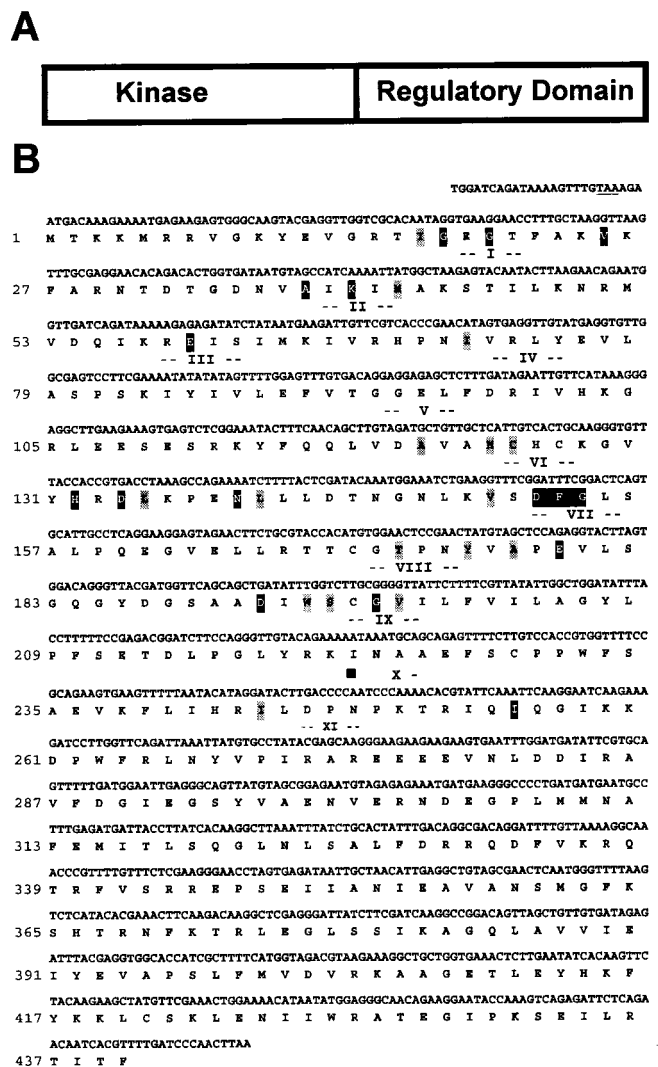 A
Kinase Regulatory Domain
B
TGGATCAGATAAAAGTTTGTAAAGA
ATGACAAAGAAAATGAGAAGAGTGGGCAAGTACGAGGTTGGTCGCACAATAGGTGAAGGAACCTTTGCTAAGGTTAAG
1 M T K K M R R V G K Y E V G R T I G E G T F A K V K
-- I --
TTTGCGAGGAACACAGACACTGGTGATAATGTAGCCATCAAAATTATGGCTAAGAGTACAATACTTAAGAACAGAATG
27 F A R N T D T G D N V A I K I M A K S T I L K N R M
-- II --
GTTGATCAGATAAAAAGAGAGATATCTATAATGAAGATTGTTCGTCACCCGAACATAGTGAGGTTGTATGAGGTGTTG
53 V D Q I K R E I S I M K I V R H P N I V R L Y E V L
-- III -- -- IV --
GCGAGTCCTTCGAAAATATATATAGTTTTGGAGTTTGTGACAGGAGGAGAGCTCTTTGATAGAATTGTTCATAAAGGG
79 A S P S K I Y I V L E F V T G G E L F D R I V H K G
-- V --
AGGCTTGAAGAAAGTGAGTCTCGGAAATACTTTCAACAGCTTGTAGATGCTGTTGCTCATTGTCACTGCAAGGGTGTT
105 R L E E S E S R K Y F Q Q L V D A V A H C H C K G V
-- VI --
TACCACCGTGACCTAAAGCCAGAAAATCTTTTACTCGATACAAATGGAAATCTGAAGGTTTCGGATTTCGGACTCAGT
131 Y H R D L K P E N L L L D T N G N L K V S D F G L S
-- VII --
GCATTGCCTCAGGAAGGAGTAGAACTTCTGCGTACCACATGTGGAACTCCGAACTATGTAGCTCCAGAGGTACTTAGT
157 A L P Q E G V E L L R T T C G T P N Y V A P E V L S
-- VIII --
GGACAGGGTTACGATGGTTCAGCAGCTGATATTTGGTCTTGCGGGGTTATTCTTTTCGTTATATTGGCTGGATATTTA
183 G Q G Y D G S A A D I W S C G V I L F V I L A G Y L
-- IX --
CCTTTTTCCGAGACGGATCTTCCAGGGTTGTACAGAAAAATAAATGCAGCAGAGTTTTCTTGTCCACCGTGGTTTTCC
209 P F S E T D L P G L Y R K I N A A E F S C P P W F S
■ X -
GCAGAAGTGAAGTTTTTAATACATAGGATACTTGACCCCAATCCCAAAACACGTATTCAAATTCAAGGAATCAAGAAA
235 A E V K F L I H R I L D P N P K T R I Q I Q G I K K
-- XI --
GATCCTTGGTTCAGATTAAATTATGTGCCTATACGAGCAAGGGAAGAAGAAGAAGTGAATTTGGATGATATTCGTGCA
261 D P W F R L N Y V P I R A R E E E E V N L D D I R A
GTTTTTGATGGAATTGAGGGCAGTTATGTAGCGGAGAATGTAGAGAGAAATGATGAAGGGCCCCTGATGATGAATGCC
287 V F D G I E G S Y V A E N V E R N D E G P L M M N A
TTTGAGATGATTACCTTATCACAAGGCTTAAATTTATCTGCACTATTTGACAGGCGACAGGATTTTGTTAAAAGGCAA
313 F E M I T L S Q G L N L S A L F D R R Q D F V K R Q
ACCCGTTTTGTTTCTCGAAGGGAACCTAGTGAGATAATTGCTAACATTGAGGCTGTAGCGAACTCAATGGGTTTTAAG
339 T R F V S R R E P S E I I A N I E A V A N S M G F K
TCTCATACACGAAACTTCAAGACAAGGCTCGAGGGATTATCTTCGATCAAGGCCGGACAGTTAGCTGTTGTGATAGAG
365 S H T R N F K T R L E G L S S I K A G Q L A V V I E
ATTTACGAGGTGGCACCATCGCTTTTCATGGTAGACGTAAGAAAGGCTGCTGGTGAAACTCTTGAATATCACAAGTTC
391 I Y E V A P S L F M V D V R K A A G E T L E Y H K F
TACAAGAAGCTATGTTCGAAACTGGAAAACATAATATGGAGGGCAACAGAAGGAATACCAAAGTCAGAGATTCTCAGA
417 Y K K L C S K L E N I I W R A T E G I P K S E I L R
ACAATCACGTTTTGATCCCAACTTAA
437 T I T F